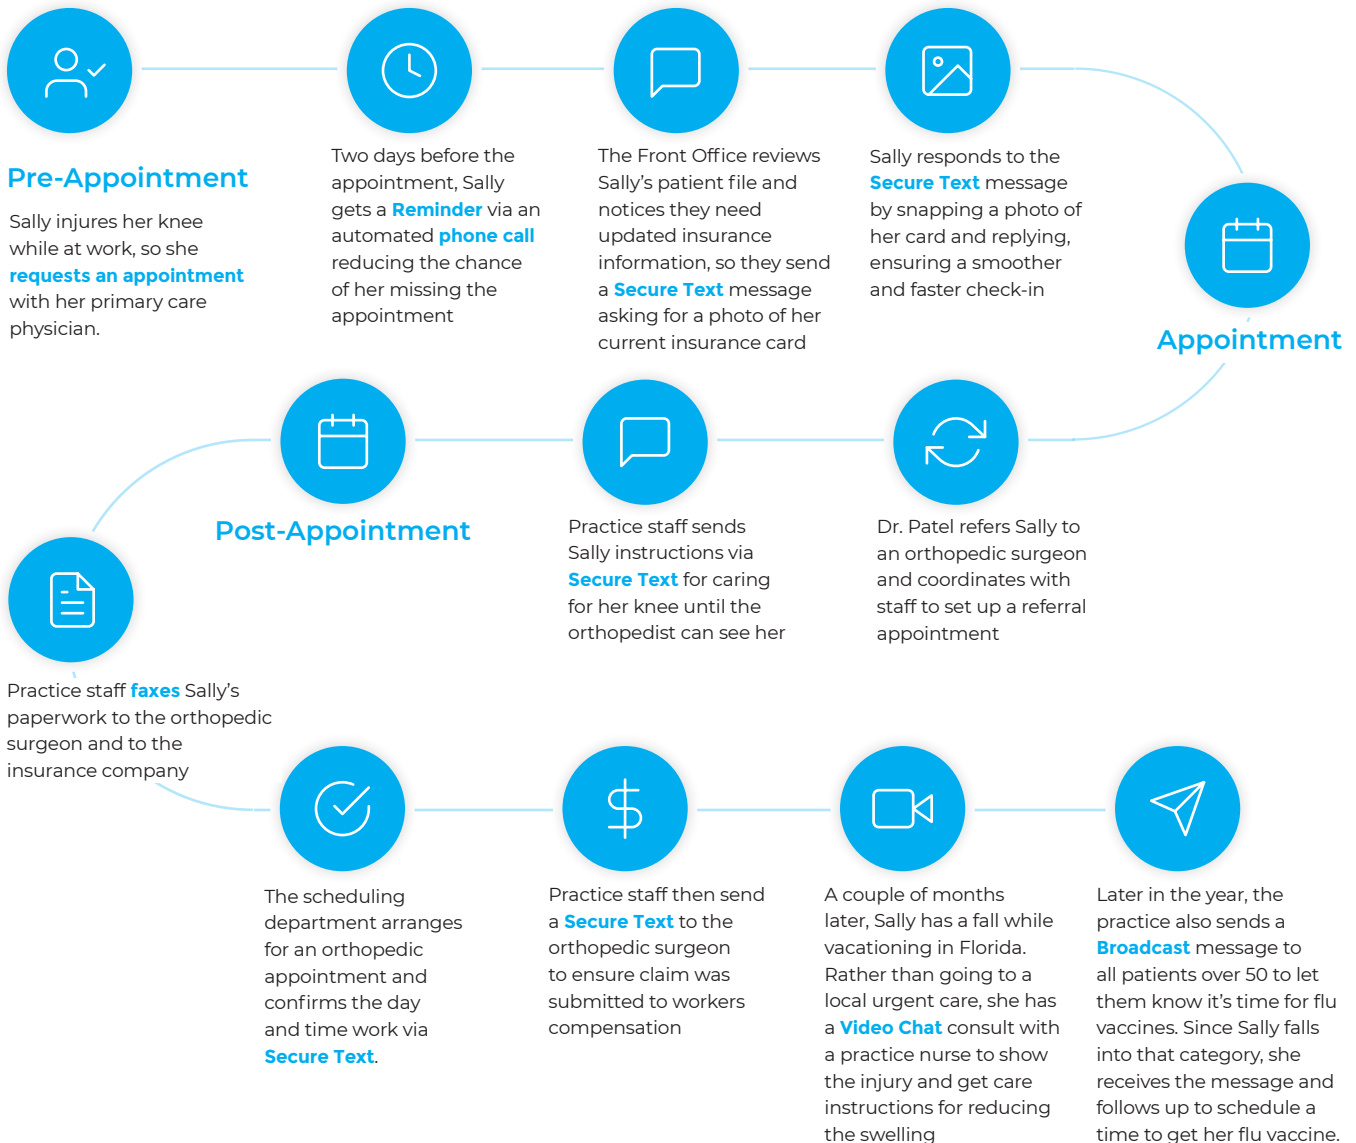 Pre-Appointment
Sally injures her knee
while at work, so she
requests an appointment
with her primary care
physician.
Two days before the
appointment, Sally
gets a Reminder via an
automated phone call
reducing the chance
of her missing the
appointment
The Front Office reviews
Sally's patient file and
notices they need
updated insurance
information, so they send
a Secure Text message
asking for a photo of her
current insurance card
Sally responds to the
Secure Text message
by snapping a photo of
her card and replying,
ensuring a smoother
and faster check-in
Appointment
Dr. Patel refers Sally to
an orthopedic surgeon
and coordinates with
staff to set up a referral
appointment
Practice staff sends
Sally instructions via
Secure Text for caring
for her knee until the
orthopedist can see her
Post-Appointment
Practice staff faxes Sally's
paperwork to the orthopedic
surgeon and to the
insurance company
The scheduling
department arranges
for an orthopedic
appointment and
confirms the day
and time work via
Secure Text.
Practice staff then send
a Secure Text to the
orthopedic surgeon
to ensure claim was
submitted to workers
compensation
A couple of months
later, Sally has a fall while
vacationing in Florida.
Rather than going to a
local urgent care, she has
a Video Chat consult with
a practice nurse to show
the injury and get care
instructions for reducing
the swelling
Later in the year, the
practice also sends a
Broadcast message to
all patients over 50 to let
them know it's time for flu
vaccines. Since Sally falls
into that category, she
receives the message and
follows up to schedule a
time to get her flu vaccine.